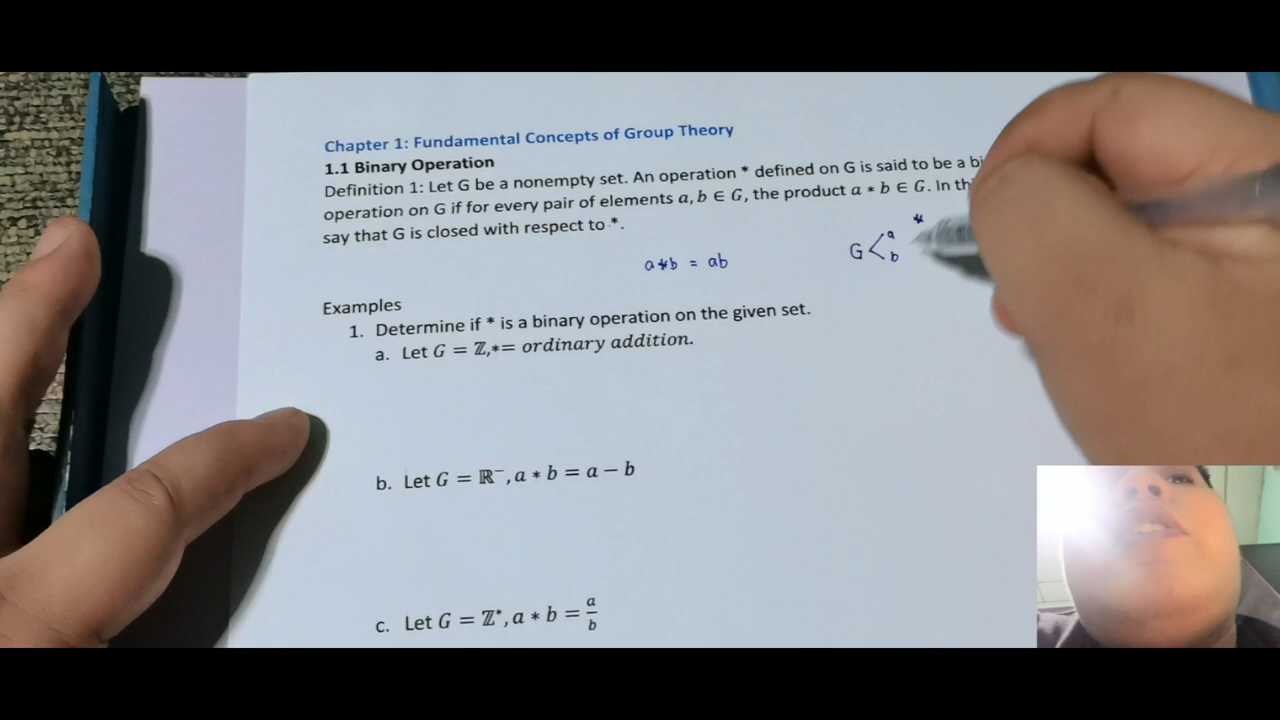 Chapter 1: Fundamental Concepts of Group Theory
1.1 Binary Operation
Definition 1: Let G be a nonempty set. An operation * defined on G is said to be a bi
operation on G if for every pair of elements a, b ∈ G, the product a * b ∈ G. In th
say that G is closed with respect to *.
a*b = ab
G < a b *
Examples
1. Determine if * is a binary operation on the given set.
a. Let G = ℤ,*= ordinary addition.
b. Let G = ℝ⁻, a * b = a − b
c. Let G = ℤ*, a * b = a/b